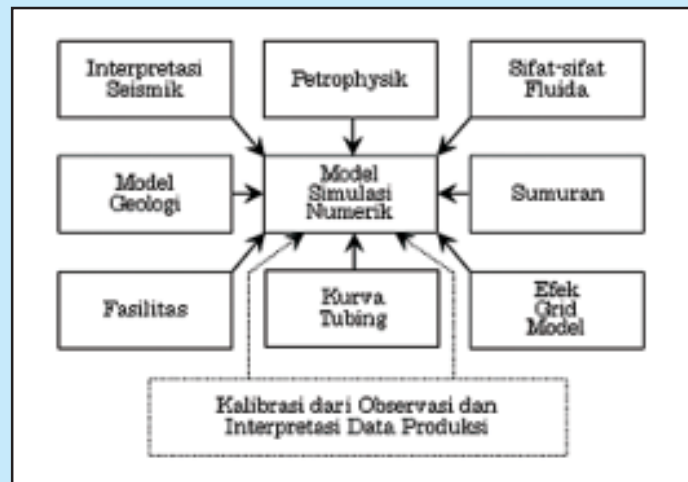 Interpretasi
Seismik
Petrophysik
Sifat-sifat
Fluida
Model
Geologi
Model
Simulasi
Numerik
Sumuran
Fasilitas
Kurva
Tubing
Efek
Grid
Model
Kalibrasi dari Observasi dan
Interpretasi Data Produksi